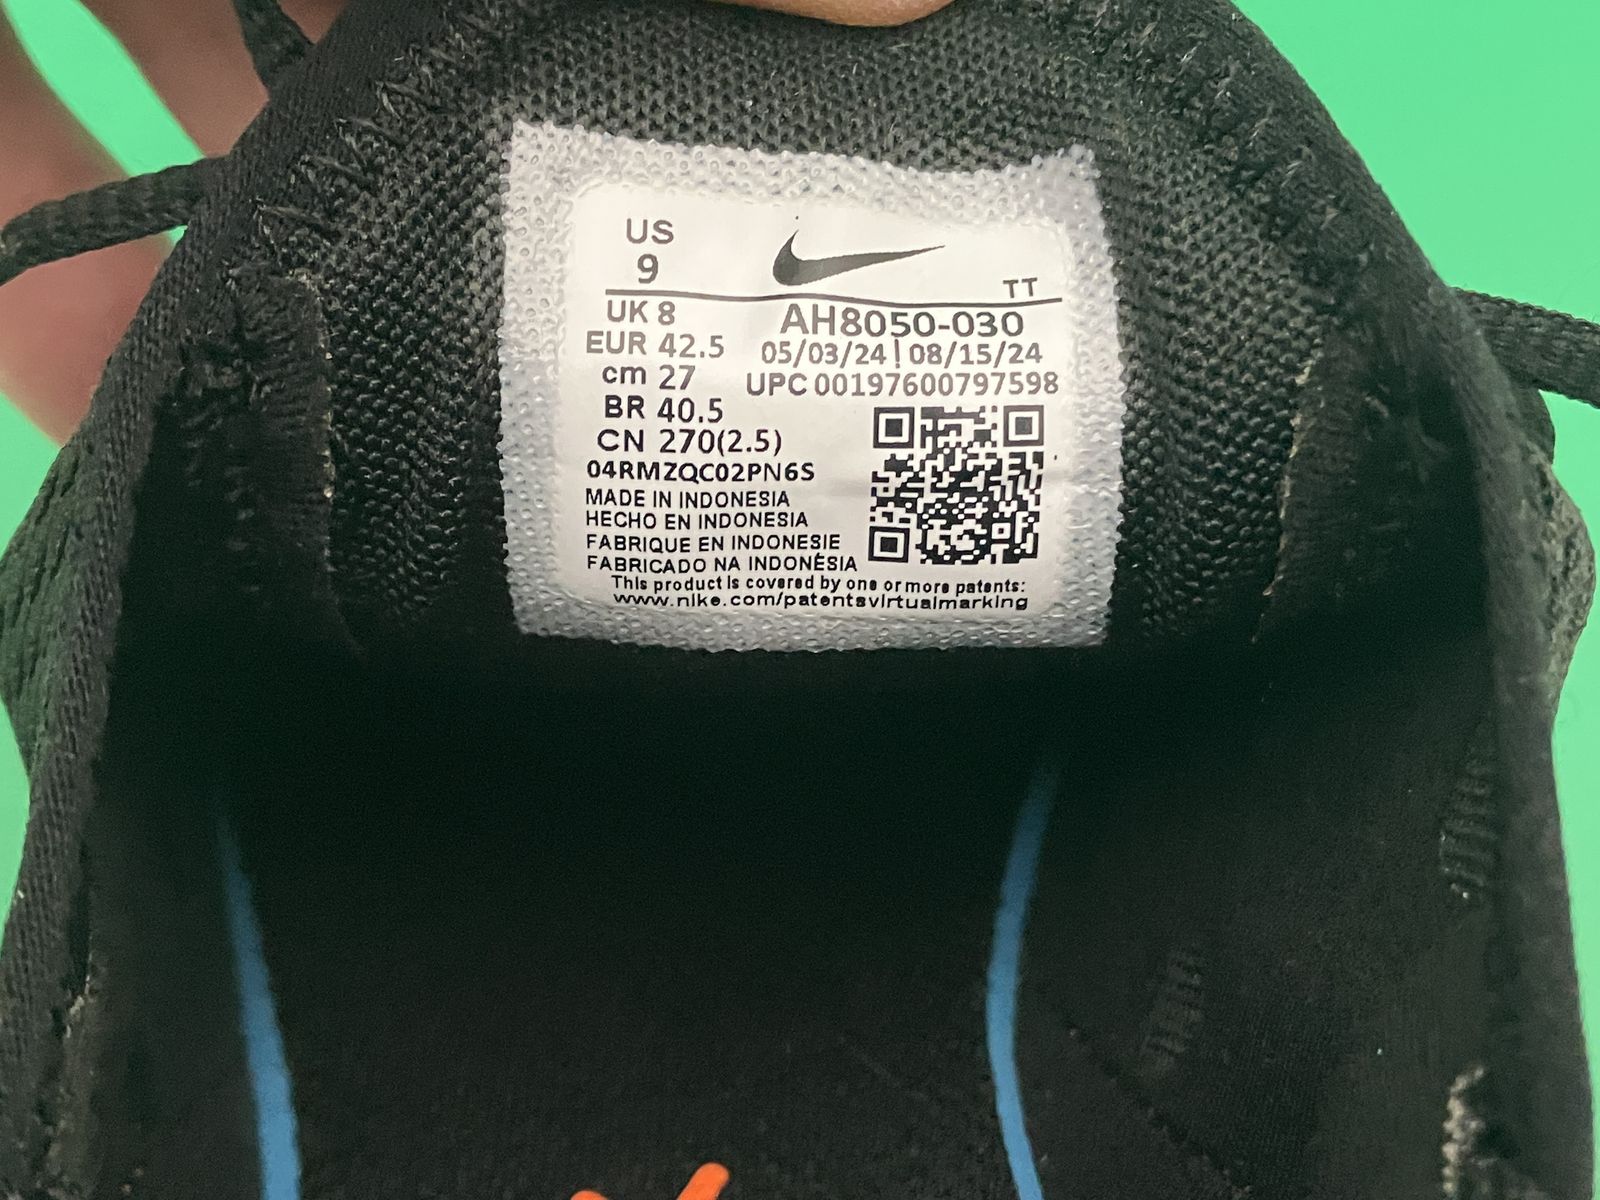 US
9
TT
UK 8
EUR 42.5
cm 27
BR 40.5
CN 270(2.5)
AH8050-030
05/03/24 | 08/15/24
UPC 00197600797598
04RMZQC02PN6S
MADE IN INDONESIA
HECHO EN INDONESIA
FABRIQUE EN INDONESIE
FABRICADO NA INDONÉSIA
This product is covered by one or more patents:
www.nike.com/patentsvirtualmarking